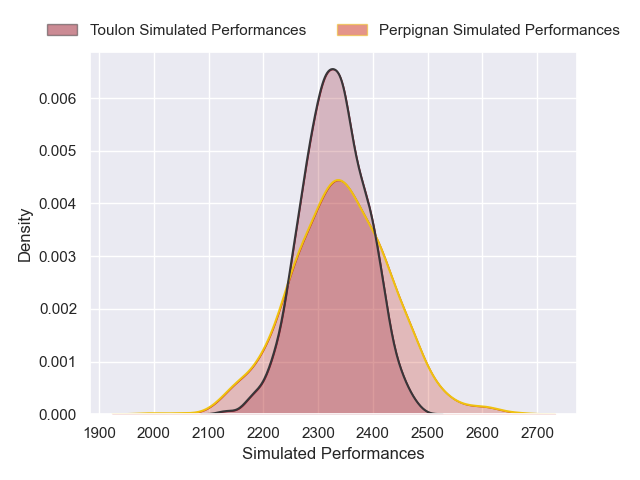 Toulon Simulated Performances
Perpignan Simulated Performances
0.006
0.005
0.004
0.003
0.002
0.001
0.000
Density
1900 2000 2100 2200 2300 2400 2500 2600 2700
Simulated Performances